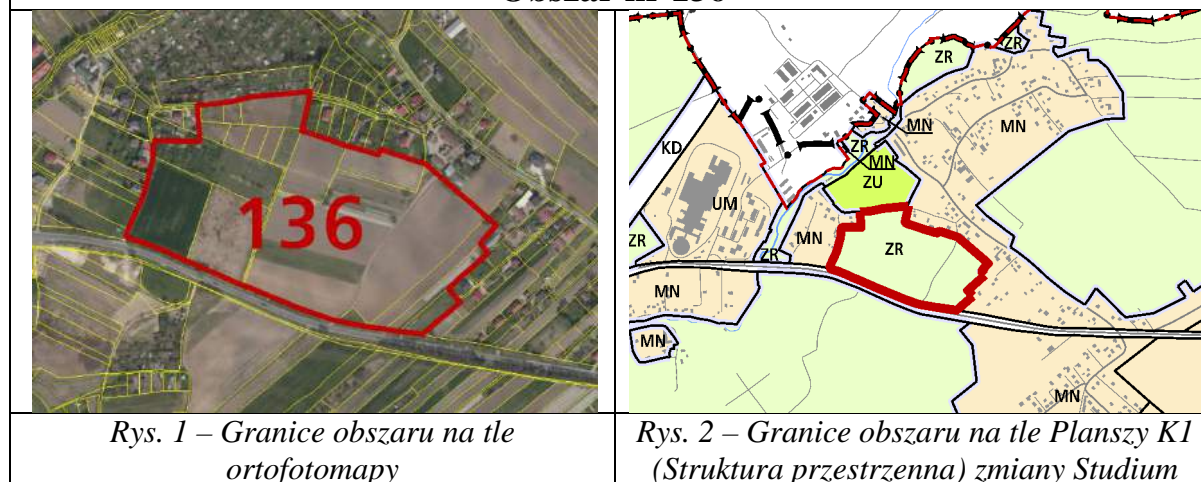 Obszar nr 136
136
ZR
ZR
MN
MN
ZR
MN
KD
ZU
UM
ZR
MN
ZR
ZR
MN
MN
MN
Rys. 1 – Granice obszaru na tle
ortofotomapy
Rys. 2 – Granice obszaru na tle Planszy K1
(Struktura przestrzenna) zmiany Studium